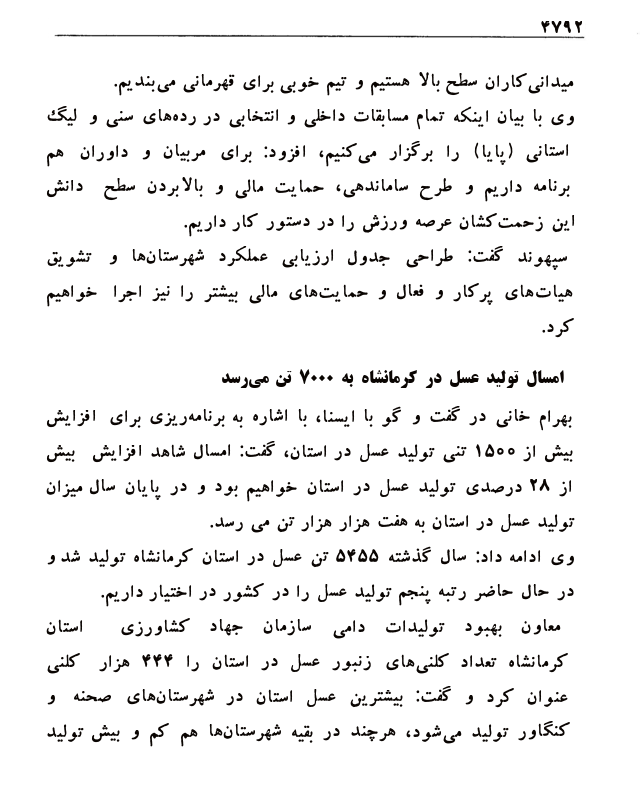 ۴۷۹۲
میدانی‌کاران سطح بالا هستیم و تیم خوبی برای قهرمانی می‌بندیم.
وی با بیان اینکه تمام مسابقات داخلی و انتخابی در رده‌های سنی و لیگ
استانی (پایا) را برگزار می‌کنیم، افزود: برای مربیان و داوران هم
برنامه داریم و طرح ساماندهی، حمایت مالی و بالابردن سطح دانش
این زحمت‌کشان عرصه ورزش را در دستور کار داریم.
سپهوند گفت: طراحی جدول ارزیابی عملکرد شهرستان‌ها و تشویق
هیات‌های پرکار و فعال و حمایت‌های مالی بیشتر را نیز اجرا خواهیم
کرد.
امسال تولید عسل در کرمانشاه به ۷۰۰۰ تن می‌رسد
بهرام خانی در گفت و گو با ایسنا، با اشاره به برنامه‌ریزی برای افزایش
بیش از ۱۵۰۰ تنی تولید عسل در استان، گفت: امسال شاهد افزایش بیش
از ۲۸ درصدی تولید عسل در استان خواهیم بود و در پایان سال میزان
تولید عسل در استان به هفت هزار هزار تن می رسد.
وی ادامه داد: سال گذشته ۵۴۵۵ تن عسل در استان کرمانشاه تولید شد و
در حال حاضر رتبه پنجم تولید عسل را در کشور در اختیار داریم.
معاون بهبود تولیدات دامی سازمان جهاد کشاورزی استان
کرمانشاه تعداد کلنی‌های زنبور عسل در استان را ۴۴۴ هزار کلنی
عنوان کرد و گفت: بیشترین عسل استان در شهرستان‌های صحنه و
کنگاور تولید می‌شود، هرچند در بقیه شهرستان‌ها هم کم و بیش تولید